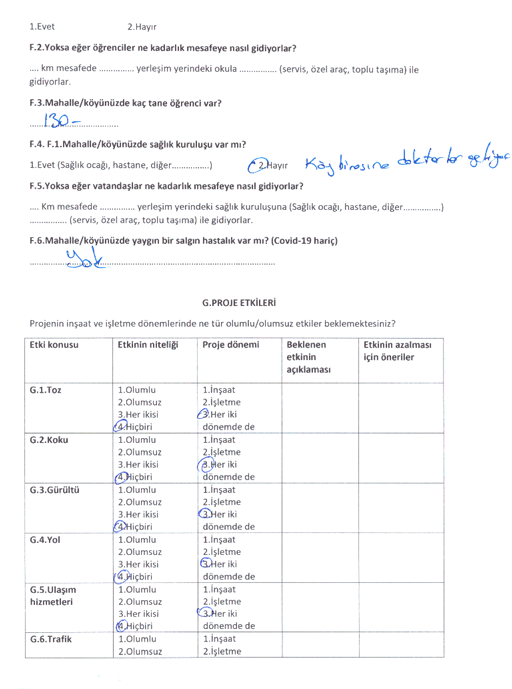 1.Evet 2.Hayır
F.2.Yoksa eğer öğrenciler ne kadarlık mesafeye nasıl gidiyorlar?
.... km mesafede ............... yerleşim yerindeki okula ................ (servis, özel araç, toplu taşıma) ile
gidiyorlar.
F.3.Mahalle/köyünüzde kaç tane öğrenci var?
130 -
F.4. F.1.Mahalle/köyünüzde sağlık kuruluşu var mı?
1.Evet (Sağlık ocağı, hastane, diğer................) 2.Hayır Köy binasına doktorlar geliyor
F.5.Yoksa eğer vatandaşlar ne kadarlık mesafeye nasıl gidiyorlar?
.... Km mesafede ............... yerleşim yerindeki sağlık kuruluşuna (Sağlık ocağı, hastane, diğer................)
................ (servis, özel araç, toplu taşıma) ile gidiyorlar.
F.6.Mahalle/köyünüzde yaygın bir salgın hastalık var mı? (Covid-19 hariç)
Yok
G.PROJE ETKİLERİ
Projenin inşaat ve işletme dönemlerinde ne tür olumlu/olumsuz etkiler beklemektesiniz?
Etki konusu Etkinin niteliği Proje dönemi Beklenen Etkinin azalması
etkinin için öneriler
açıklaması
G.1.Toz 1.Olumlu 1.İnşaat
2.Olumsuz 2.İşletme
3.Her ikisi 3.Her iki
4.Hiçbiri dönemde de
G.2.Koku 1.Olumlu 1.İnşaat
2.Olumsuz 2.İşletme
3.Her ikisi 3.Her iki
4.Hiçbiri dönemde de
G.3.Gürültü 1.Olumlu 1.İnşaat
2.Olumsuz 2.İşletme
3.Her ikisi 3.Her iki
4.Hiçbiri dönemde de
G.4.Yol 1.Olumlu 1.İnşaat
2.Olumsuz 2.İşletme
3.Her ikisi 3.Her iki
4.Hiçbiri dönemde de
G.5.Ulaşım 1.Olumlu 1.İnşaat
hizmetleri 2.Olumsuz 2.İşletme
3.Her ikisi 3.Her iki
4.Hiçbiri dönemde de
G.6.Trafik 1.Olumlu 1.İnşaat
2.Olumsuz 2.İşletme